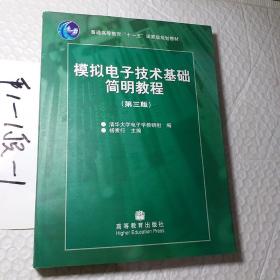 普通高等教育“十一五”国家级规划教材
模拟电子技术基础
简明教程
（第三版）
清华大学电子学教研组 编
杨素行 主编
高等教育出版社
Higher Education Press